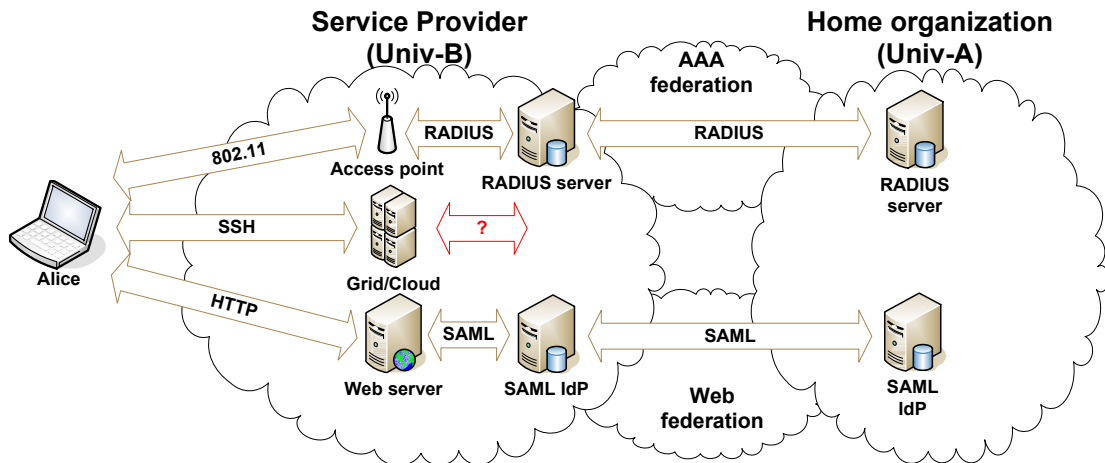 Service Provider
(Univ-B)
Home organization
(Univ-A)
AAA
federation
802.11
Access point
RADIUS
RADIUS server
RADIUS
RADIUS
server
Alice
SSH
Grid/Cloud
?
HTTP
Web server
SAML
SAML IdP
SAML
SAML
IdP
Web
federation